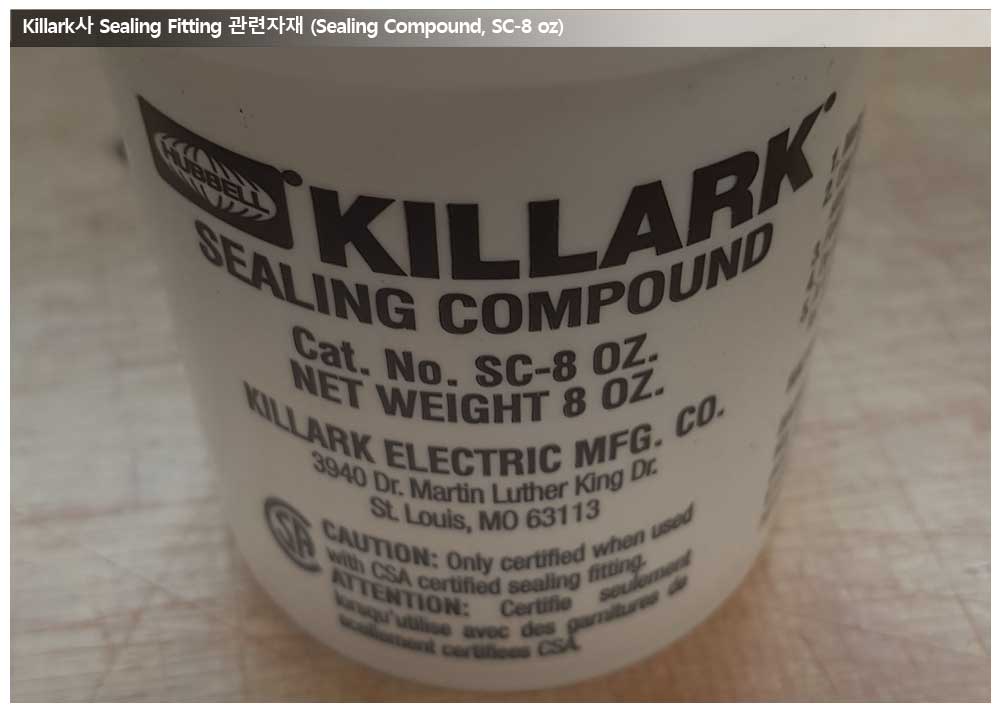 Killark사 Sealing Fitting 관련자재 (Sealing Compound, SC-8 oz)
HUBBELL
KILLARK
SEALING COMPOUND
Cat. No. SC-8 OZ.
NET WEIGHT 8 OZ.
KILLARK ELECTRIC MFG. CO.
3940 Dr. Martin Luther King Dr.
St. Louis, MO 63113
SA
CAUTION: Only certified when used
with CSA certified sealing fitting.
ATTENTION: Certifie seulement
lorsqu'utilise avec des garnitures de
scellement certifiees CSA.